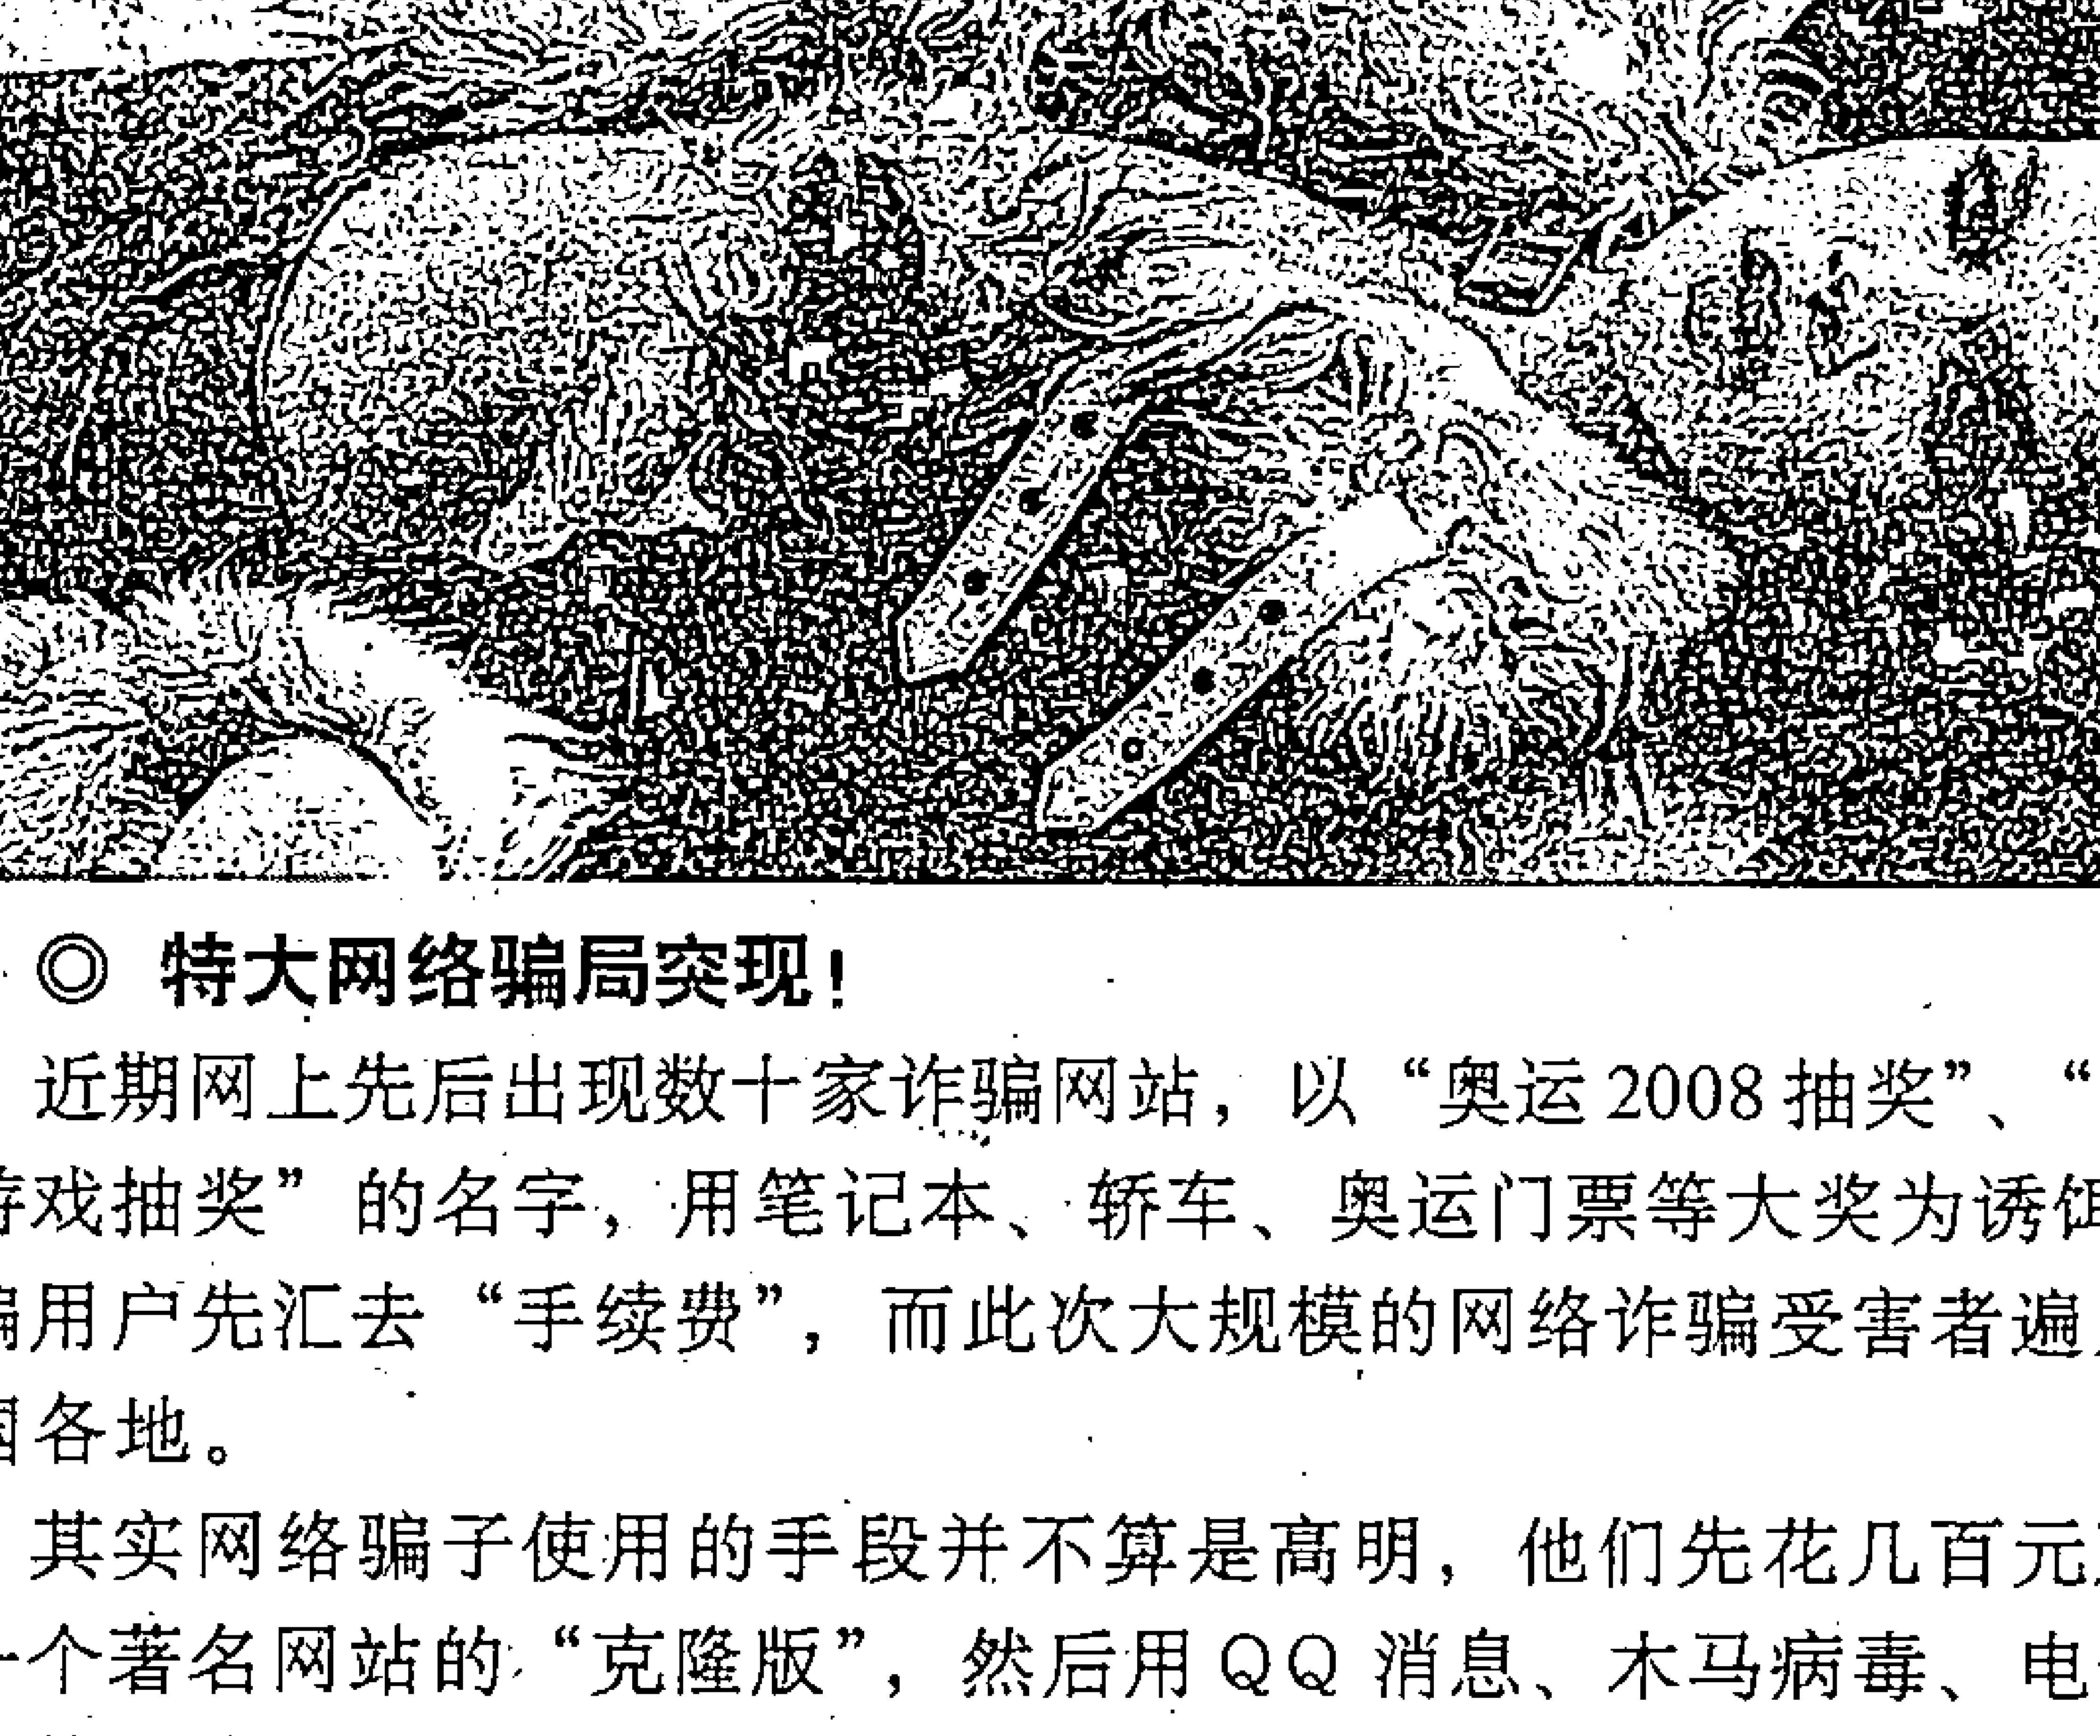 ◎ 特大网络骗局突现！
近期网上先后出现数十家诈骗网站，以“奥运2008抽奖”、“
游戏抽奖”的名字，用笔记本、轿车、奥运门票等大奖为诱饵
骗用户先汇去“手续费”，而此次大规模的网络诈骗受害者遍
国各地。
其实网络骗子使用的手段并不算是高明，他们先花几百元
一个著名网站的“克隆版”，然后用QQ消息、木马病毒、电